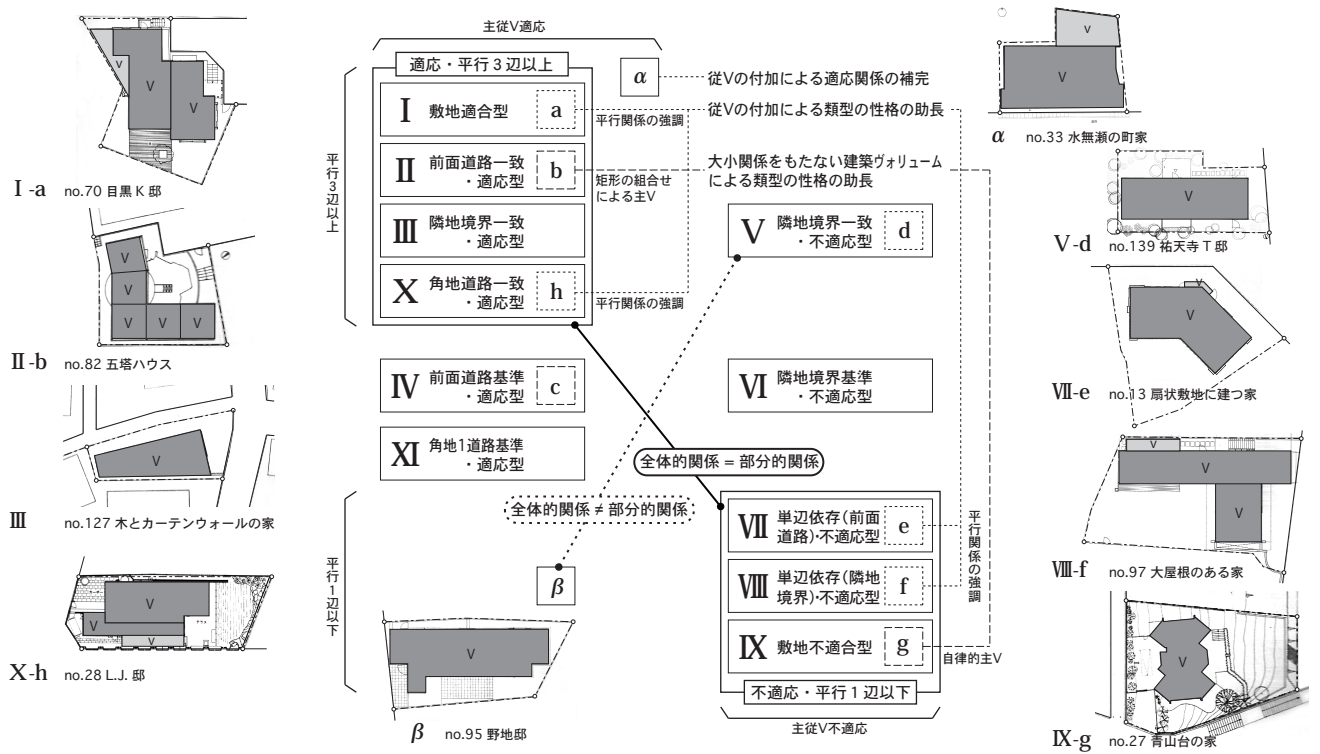 V
V
V
I-a no.70 目黒K邸
V
V
V
V
V
II-b no.82 五塔ハウス
V
III no.127 木とカーテンウォールの家
V
V
V
テラス
X-h no.28 L.J. 邸
主従V適応
適応・平行3辺以上
平行3辺以上
I 敷地適合型 a
平行関係の強調
II 前面道路一致
・適応型 b
矩形の組合せ
による主V
III 隣地境界一致
・適応型
X 角地道路一致
・適応型 h
平行関係の強調
α 従Vの付加による適応関係の補完
従Vの付加による類型の性格の助長
大小関係をもたない建築ヴォリューム
による類型の性格の助長
V 隣地境界一致
・不適応型 d
IV 前面道路基準
・適応型 c
VI 隣地境界基準
・不適応型
XI 角地1道路基準
・適応型
全体的関係 = 部分的関係
全体的関係 ≠ 部分的関係
平行1辺以下
β
V
β no.95 野地邸
VII 単辺依存(前面
道路)・不適応型 e
VIII 単辺依存(隣地
境界)・不適応型 f
IX 敷地不適合型 g
平行関係の強調
自律的主V
不適応・平行1辺以下
主従V不適応
V
V
α no.33 水無瀬の町家
V
V-d no.139 祐天寺T邸
V
V
VII-e no.13 扇状敷地に建つ家
V
V
V
VIII-f no.97 大屋根のある家
V
IX-g no.27 青山台の家